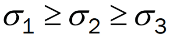 σ₁ ≥ σ₂ ≥ σ₃